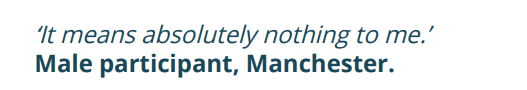 ‘It means absolutely nothing to me.’
Male participant, Manchester.